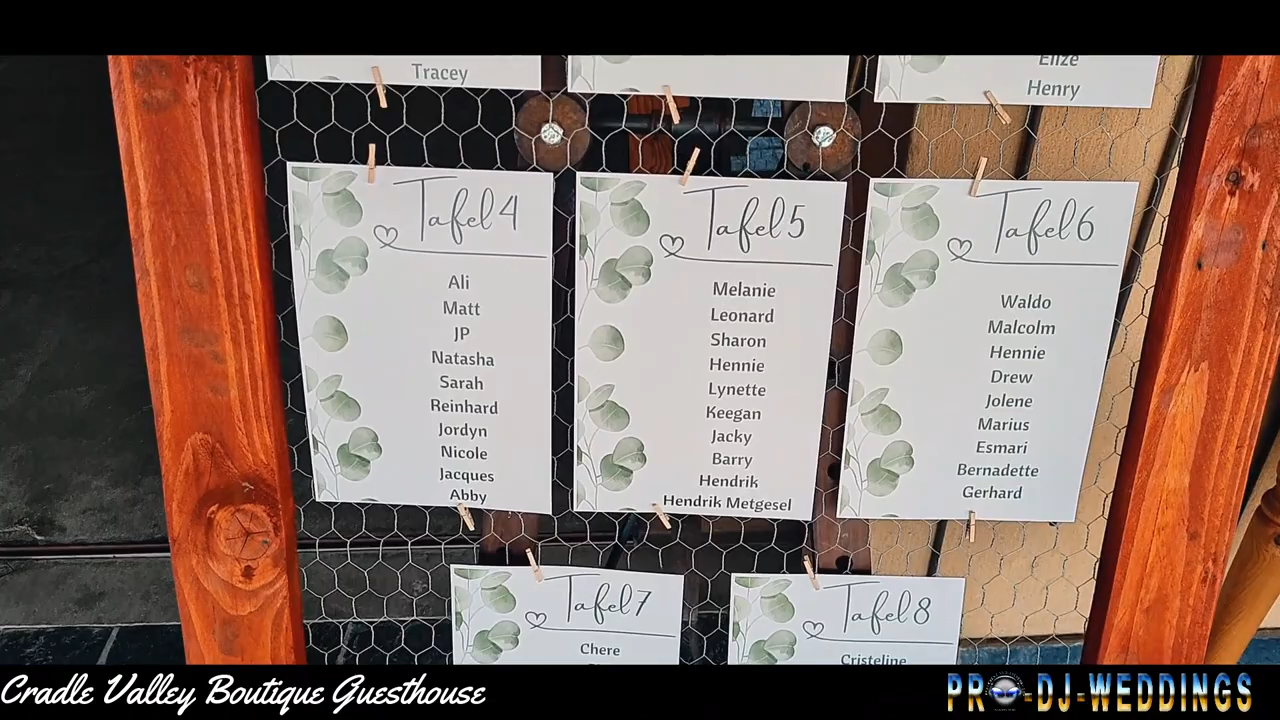 Tracey
Elize
Henry
Tafel 4
Ali
Matt
JP
Natasha
Sarah
Reinhard
Jordyn
Nicole
Jacques
Abby
Tafel 5
Melanie
Leonard
Sharon
Hennie
Lynette
Keegan
Jacky
Barry
Hendrik
Hendrik Metgesel
Tafel 6
Waldo
Malcolm
Hennie
Drew
Jolene
Marius
Esmari
Bernadette
Gerhard
Tafel 7
Chere
Tafel 8
Cristeline
Cradle Valley Boutique Guesthouse
PRO-DJ-WEDDINGS